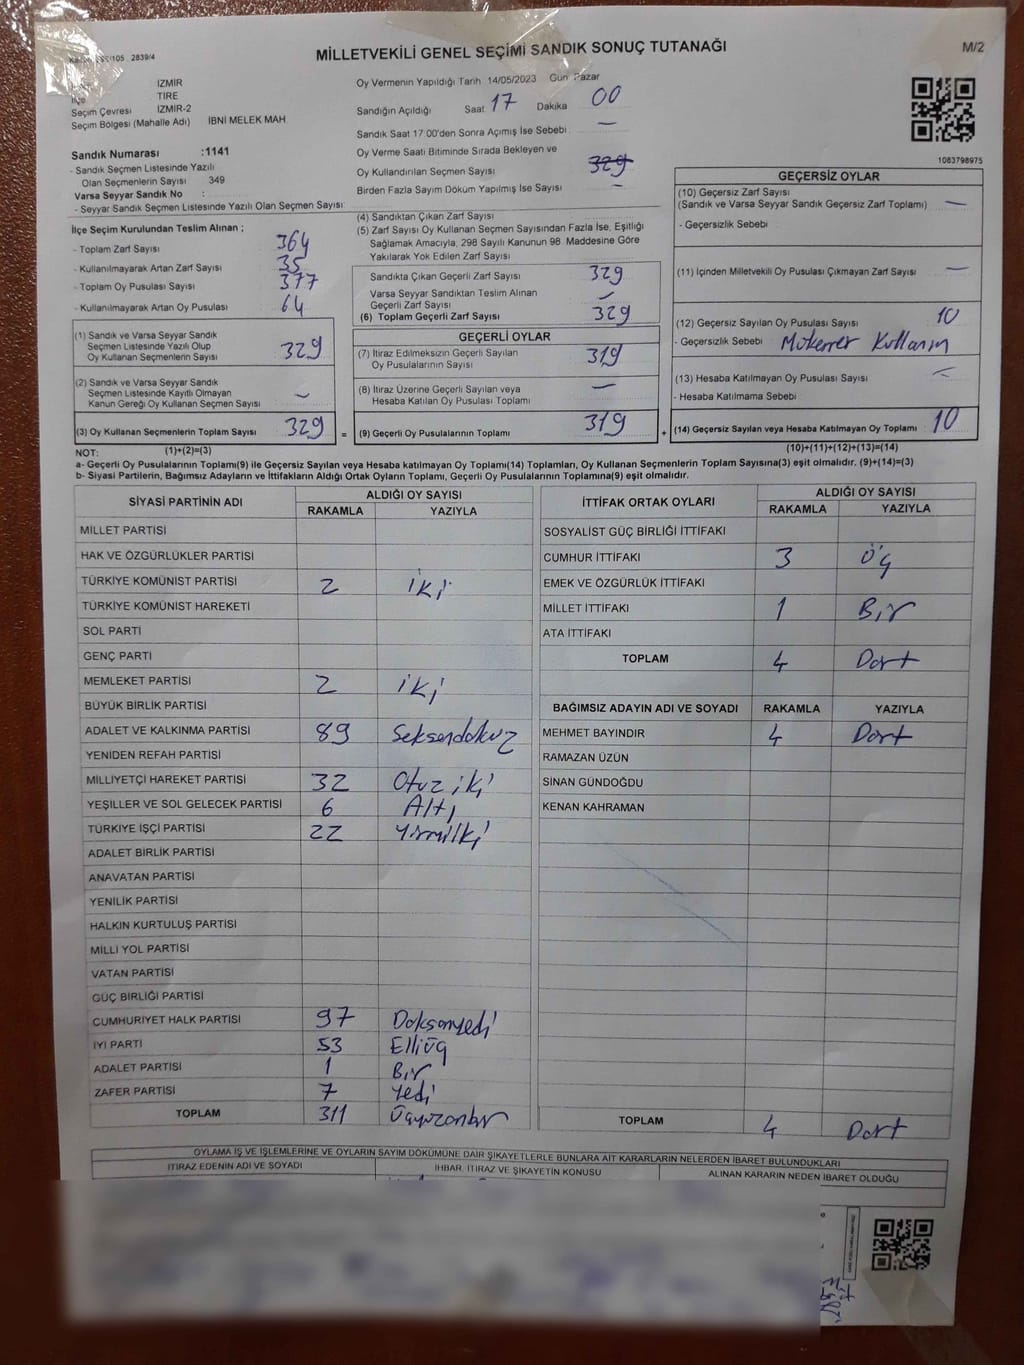 MİLLETVEKİLİ GENEL SEÇİMİ SANDIK SONUÇ TUTANAĞI
M/2
2839/4
İZMİR
İlçe TİRE
Seçim Çevresi İZMİR-2
Seçim Bölgesi (Mahalle Adı) İBNİ MELEK MAH
Oy Vermenin Yapıldığı Tarih 14/05/2023 Gün Pazar
Sandığın Açıldığı Saat 17 Dakika 00
Sandık Saat 17 00'den Sonra Açımış İse Sebebi —
Oy Verme Saati Bitiminde Sırada Bekleyen ve
Oy Kullandırılan Seçmen Sayısı 329
Birden Fazla Sayım Döküm Yapılmış İse Sayısı —
1083798975
Sandık Numarası :1141
- Sandık Seçmen Listesinde Yazılı
Olan Seçmenlerin Sayısı 349
Varsa Seyyar Sandık No :
- Seyyar Sandık Seçmen Listesinde Yazılı Olan Seçmen Sayısı:
İlçe Seçim Kurulundan Teslim Alınan ;
- Toplam Zarf Sayısı 364
- Kullanılmayarak Artan Zarf Sayısı 35
- Toplam Oy Pusulası Sayısı 377
- Kullanılmayarak Artan Oy Pusulası 64
(1) Sandık ve Varsa Seyyar Sandık
Seçmen Listesinde Yazılı Olup
Oy Kullanan Seçmenlerin Sayısı 329
(2) Sandık ve Varsa Seyyar Sandık
Seçmen Listesinde Kayıtlı Olmayan
Kanun Gereği Oy Kullanan Seçmen Sayısı —
(3) Oy Kullanan Seçmenlerin Toplam Sayısı 329 =
(4) Sandıktan Çıkan Zarf Sayısı
(5) Zarf Sayısı Oy Kullanan Seçmen Sayısından Fazla İse, Eşitliği
Sağlamak Amacıyla, 298 Sayılı Kanunun 98 Maddesine Göre
Yakılarak Yok Edilen Zarf Sayısı
Sandıkta Çıkan Geçerli Zarf Sayısı 329
Varsa Seyyar Sandıktan Teslim Alınan
Geçerli Zarf Sayısı —
(6) Toplam Geçerli Zarf Sayısı 329
GEÇERLİ OYLAR
(7) İtiraz Edilmeksizin Geçerli Sayılan
Oy Pusulalarının Sayısı 319
(8) İtiraz Üzerine Geçerli Sayılan veya
Hesaba Katılan Oy Pusulası Toplamı —
(9) Geçerli Oy Pusulalarının Toplamı 319 +
GEÇERSİZ OYLAR
(10) Geçersiz Zarf Sayısı
(Sandık ve Varsa Seyyar Sandık Geçersiz Zarf Toplamı) —
- Geçersizlik Sebebi
(11) İçinden Milletvekili Oy Pusulası Çıkmayan Zarf Sayısı —
(12) Geçersiz Sayılan Oy Pusulası Sayısı 10
- Geçersizlik Sebebi Mükerrer Kullanım
(13) Hesaba Katılmayan Oy Pusulası Sayısı —
- Hesaba Katılmama Sebebi
(14) Geçersiz Sayılan veya Hesaba Katılmayan Oy Toplamı 10
NOT: (1)+(2)=(3)
(10)+(11)+(12)+(13)=(14)
a- Geçerli Oy Pusulalarının Toplamı(9) ile Geçersiz Sayılan veya Hesaba katılmayan Oy Toplamı(14) Toplamları, Oy Kullanan Seçmenlerin Toplam Sayısına(3) eşit olmalıdır. (9)+(14)=(3)
b- Siyasi Partilerin, Bağımsız Adayların ve İttifakların Aldığı Ortak Oyların Toplamı, Geçerli Oy Pusulalarının Toplamına(9) eşit olmalıdır.
SİYASİ PARTİNİN ADI ALDIĞI OY SAYISI
RAKAMLA YAZIYLA
MİLLET PARTİSİ
HAK VE ÖZGÜRLÜKLER PARTİSİ
TÜRKİYE KOMÜNİST PARTİSİ 2 iki
TÜRKİYE KOMÜNİST HAREKETİ
SOL PARTİ
GENÇ PARTİ
MEMLEKET PARTİSİ 2 iki
BÜYÜK BİRLİK PARTİSİ
ADALET VE KALKINMA PARTİSİ 89 Seksendokuz
YENİDEN REFAH PARTİSİ
MİLLİYETÇİ HAREKET PARTİSİ 32 Otuz iki
YEŞİLLER VE SOL GELECEK PARTİSİ 6 Altı
TÜRKİYE İŞÇİ PARTİSİ 22 Yirmiiki
ADALET BİRLİK PARTİSİ
ANAVATAN PARTİSİ
YENİLİK PARTİSİ
HALKIN KURTULUŞ PARTİSİ
MİLLİ YOL PARTİSİ
VATAN PARTİSİ
GÜÇ BİRLİĞİ PARTİSİ
CUMHURİYET HALK PARTİSİ 97 Doksanyedi
İYİ PARTİ 53 Elliüç
ADALET PARTİSİ 1 Bir
ZAFER PARTİSİ 7 Yedi
TOPLAM 311 Üçyüzonbir
İTTİFAK ORTAK OYLARI ALDIĞI OY SAYISI
RAKAMLA YAZIYLA
SOSYALİST GÜÇ BİRLİĞİ İTTİFAKI
CUMHUR İTTİFAKI 3 Üç
EMEK VE ÖZGÜRLÜK İTTİFAKI
MİLLET İTTİFAKI 1 Bir
ATA İTTİFAKI
TOPLAM 4 Dört
BAĞIMSIZ ADAYIN ADI VE SOYADI RAKAMLA YAZIYLA
MEHMET BAYINDIR 4 Dört
RAMAZAN ÜZÜN
SİNAN GÜNDOĞDU
KENAN KAHRAMAN
TOPLAM 4 Dört
OYLAMA İŞ VE İŞLEMLERİNE VE OYLARIN SAYIM DÖKÜMÜNE DAİR ŞİKAYETLERLE BUNLARA AİT KARARLARIN NELERDEN İBARET BULUNDUKLARI
İTİRAZ EDENİN ADI VE SOYADI İHBAR, İTİRAZ VE ŞİKAYETİN KONUSU ALINAN KARARIN NEDEN İBARET OLDUĞU